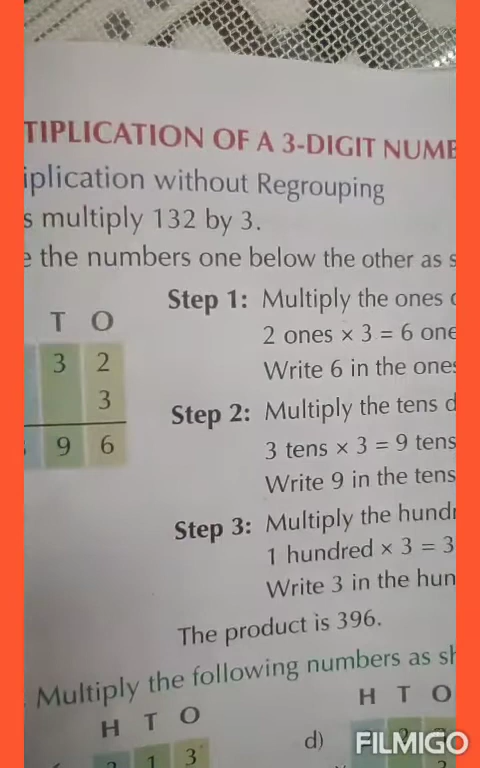 TIPLICATION OF A 3-DIGIT NUMB
iplication without Regrouping
s multiply 132 by 3.
e the numbers one below the other as s
T O
3 2
3
9 6
Step 1: Multiply the ones
2 ones × 3 = 6 one
Write 6 in the ones
Step 2: Multiply the tens d
3 tens × 3 = 9 tens
Write 9 in the tens
Step 3: Multiply the hundr
1 hundred × 3 = 3
Write 3 in the hun
The product is 396.
Multiply the following numbers as sh
H T O
1 3
H T O
d)
FILMIGO